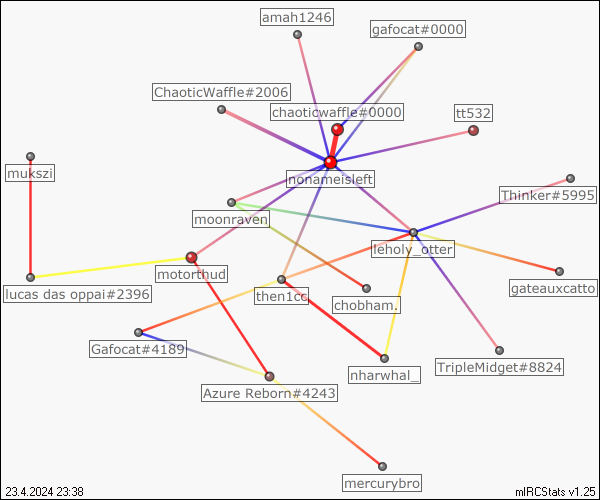 amah1246
gafocat#0000
ChaoticWaffle#2006
chaoticwaffle#0000
tt532
mukszi
nonameisleft
Thinker#5995
moonraven
leholy_otter
motorthud
lucas das oppai#2396
then1cc
chobham.
gateauxcatto
Gafocat#4189
nharwhal_
TripleMidget#8824
Azure Reborn#4243
mercurybro
23.4.2024 23:38
mIRCStats v1.25